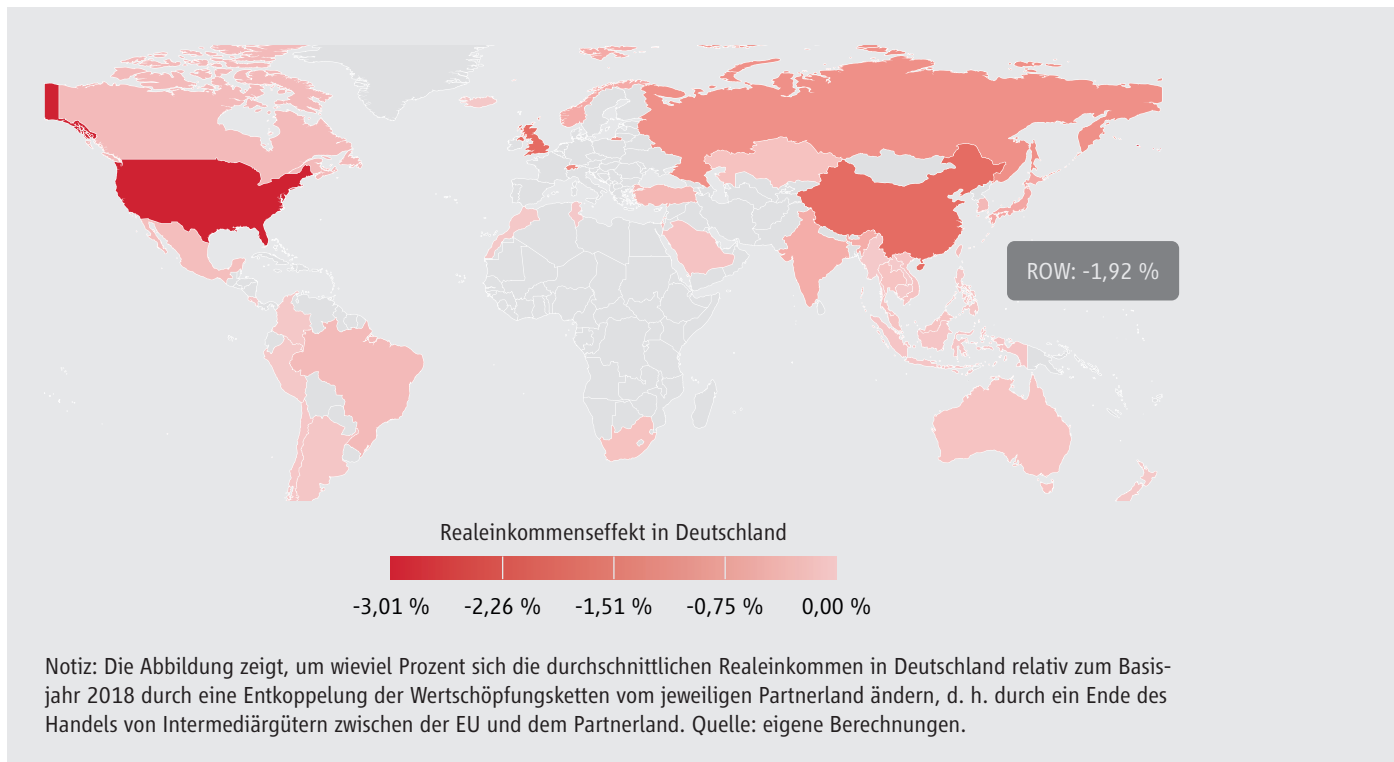 ROW: -1,92 %
Realeinkommenseffekt in Deutschland
-3,01 % -2,26 % -1,51 % -0,75 % 0,00 %
Notiz: Die Abbildung zeigt, um wieviel Prozent sich die durchschnittlichen Realeinkommen in Deutschland relativ zum Basis-
jahr 2018 durch eine Entkoppelung der Wertschöpfungsketten vom jeweiligen Partnerland ändern, d. h. durch ein Ende des
Handels von Intermediärgütern zwischen der EU und dem Partnerland. Quelle: eigene Berechnungen.